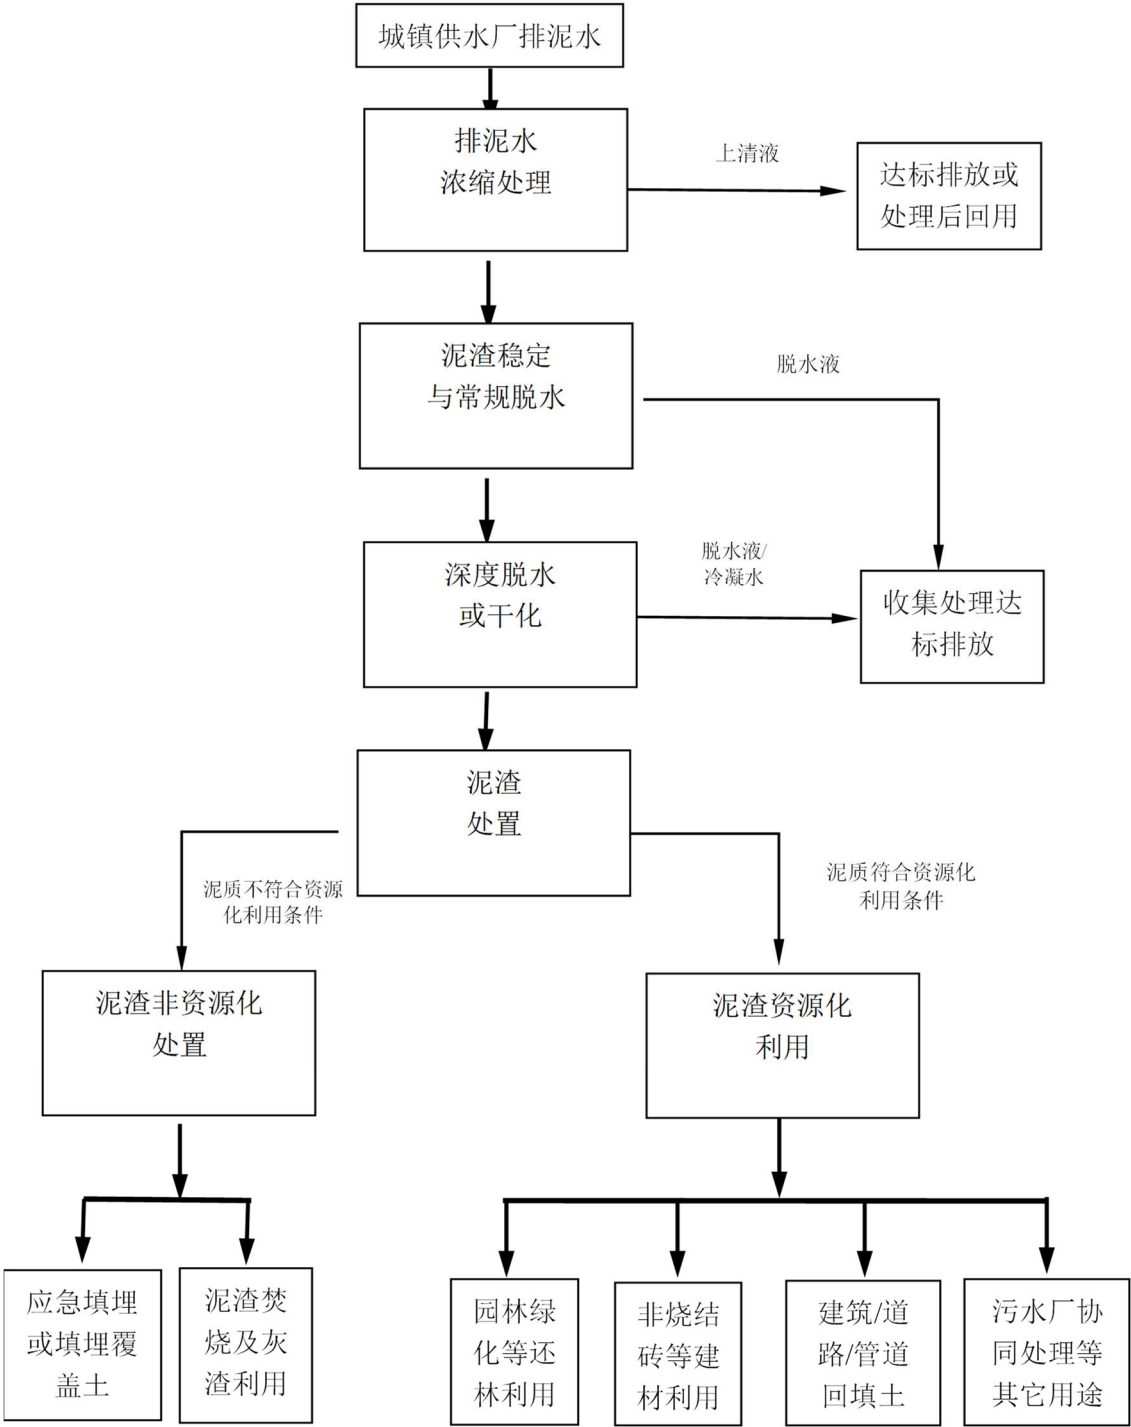 城镇供水厂排泥水
排泥水
浓缩处理
上清液
达标排放或
处理后回用
泥渣稳定
与常规脱水
脱水液
深度脱水
或干化
脱水液/
冷凝水
收集处理达
标排放
泥渣
处置
泥质不符合资源
化利用条件
泥质符合资源化
利用条件
泥渣非资源化
处置
泥渣资源化
利用
应急填埋
或填埋覆
盖土
泥渣焚
烧及灰
渣利用
园林绿
化等还
林利用
非烧结
砖等建
材利用
建筑/道
路/管道
回填土
污水厂协
同处理等
其它用途